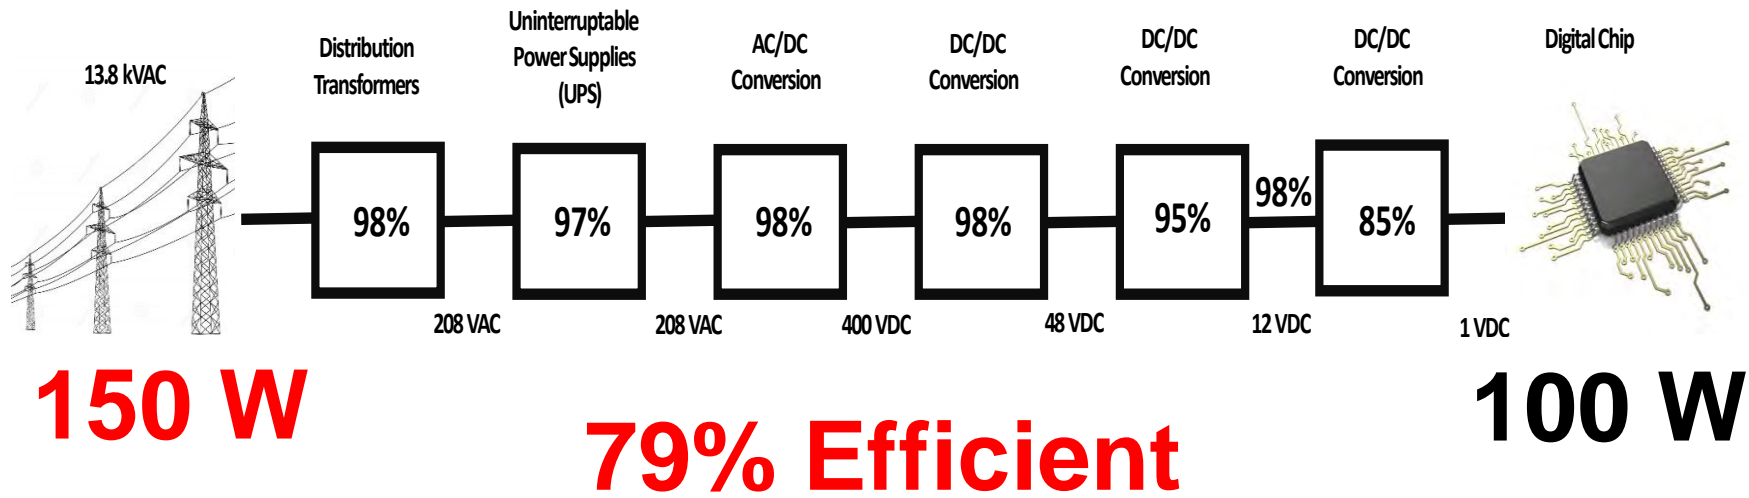 13.8 kVAC
Distribution
Transformers
Uninterruptable
Power Supplies
(UPS)
AC/DC
Conversion
DC/DC
Conversion
DC/DC
Conversion
DC/DC
Conversion
Digital Chip
98%
97%
98%
98%
95%
98%
85%
208 VAC
208 VAC
400 VDC
48 VDC
12 VDC
1 VDC
150 W
79% Efficient
100 W